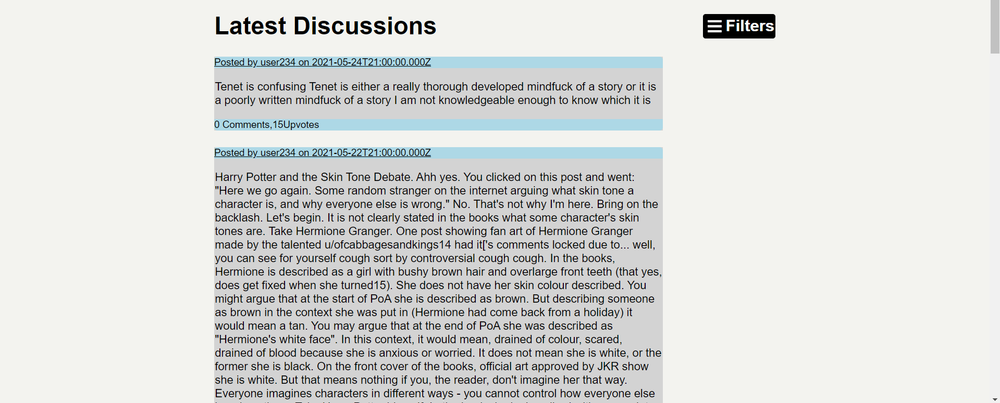 Latest Discussions
Filters
Posted by user234 on 2021-05-24T21:00:00.000Z
Tenet is confusing Tenet is either a really thorough developed mindfuck of a story or it is
a poorly written mindfuck of a story I am not knowledgeable enough to know which it is
0 Comments,15Upvotes
Posted by user234 on 2021-05-22T21:00:00.000Z
Harry Potter and the Skin Tone Debate. Ahh yes. You clicked on this post and went:
"Here we go again. Some random stranger on the internet arguing what skin tone a
character is, and why everyone else is wrong." No. That's not why I'm here. Bring on the
backlash. Let's begin. It is not clearly stated in the books what some character's skin
tones are. Take Hermione Granger. One post showing fan art of Hermione Granger
made by the talented u/ofcabbagesandkings14 had it['s comments locked due to... well,
you can see for yourself cough sort by controversial cough cough. In the books,
Hermione is described as a girl with bushy brown hair and overlarge front teeth (that yes,
does get fixed when she turned15). She does not have her skin colour described. You
might argue that at the start of PoA she is described as brown. But describing someone
as brown in the context she was put in (Hermione had come back from a holiday) it
would mean a tan. You may argue that at the end of PoA she was described as
"Hermione's white face". In this context, it would mean, drained of colour, scared,
drained of blood because she is anxious or worried. It does not mean she is white, or the
former she is black. On the front cover of the books, official art approved by JKR show
she is white. But that means nothing if you, the reader, don't imagine her that way.
Everyone imagines characters in different ways - you cannot control how everyone else